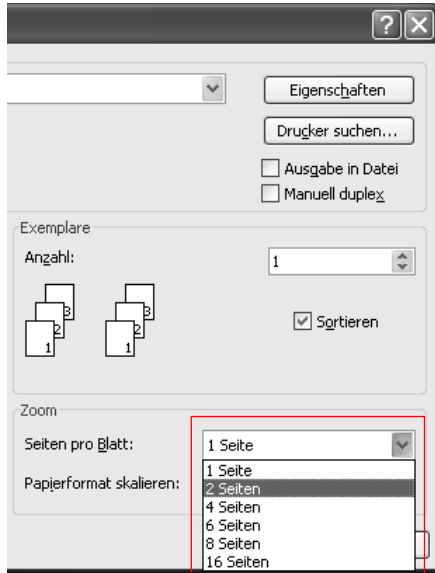 ?
Eigenschaften
Drucker suchen...
Ausgabe in Datei
Manuell duplex
Exemplare
Anzahl:
1
3 3
2 2
1 1
Sortieren
Zoom
Seiten pro Blatt:
1 Seite
1 Seite
2 Seiten
Papierformat skalieren:
4 Seiten
6 Seiten
8 Seiten
16 Seiten